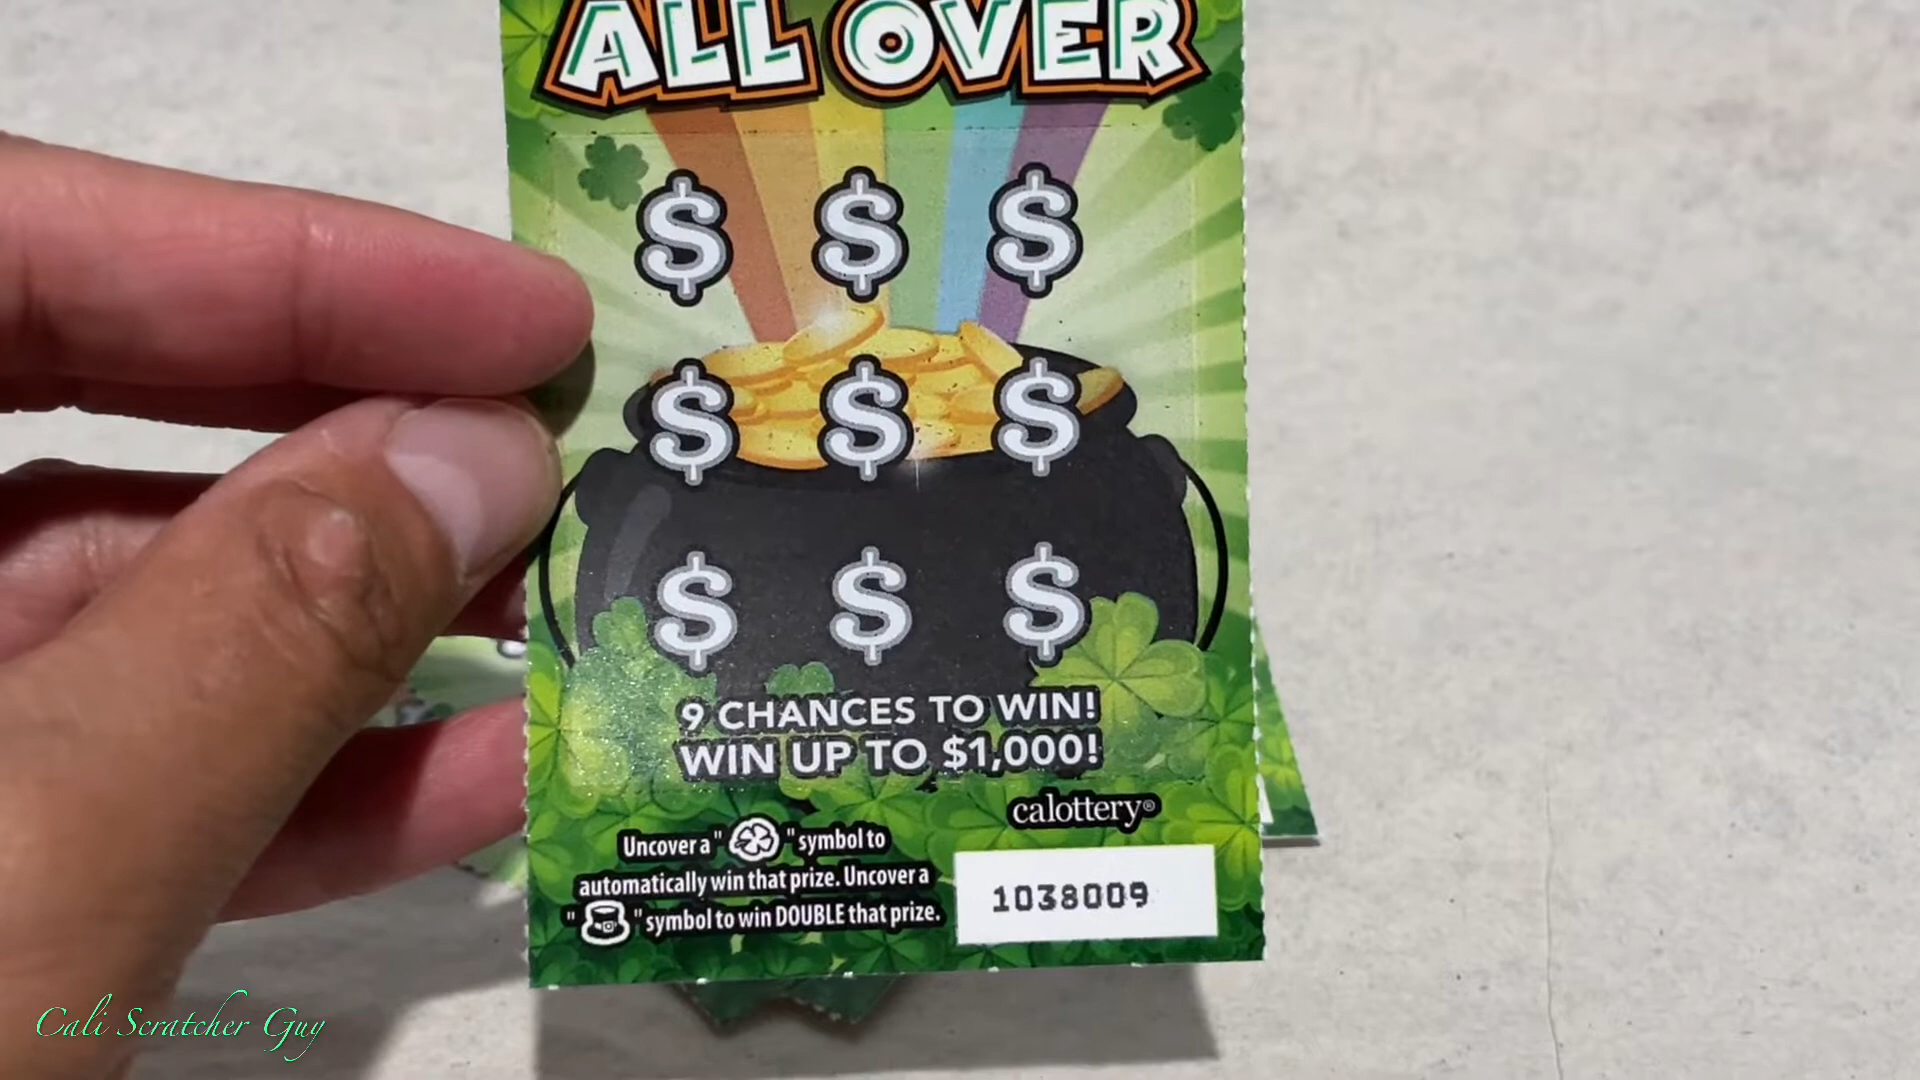 ALL OVER
$ $ $
$ $ $
$ $ $
9 CHANCES TO WIN!
WIN UP TO $1,000!
calottery®
Uncover a " " symbol to
automatically win that prize. Uncover a
" " symbol to win DOUBLE that prize.
1038009
Cali Scratcher Guy